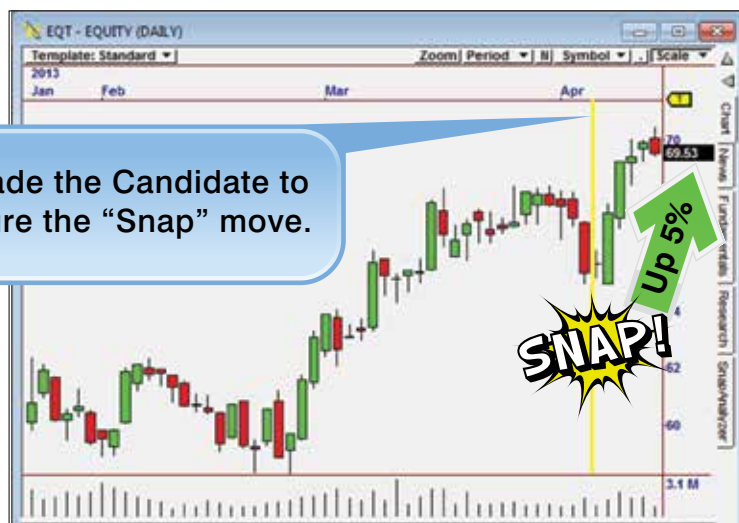 EQT - EQUITY (DAILY)
Template: Standard
Zoom| Period N| Symbol . Scale
2013
Jan Feb Mar Apr
T
ade the Candidate to
re the “Snap” move.
70
69.53
Up 5%
SNAP!
4
62
60
3.1 M
Chart
News
Fundamentals
Research
SnapAnalyzer